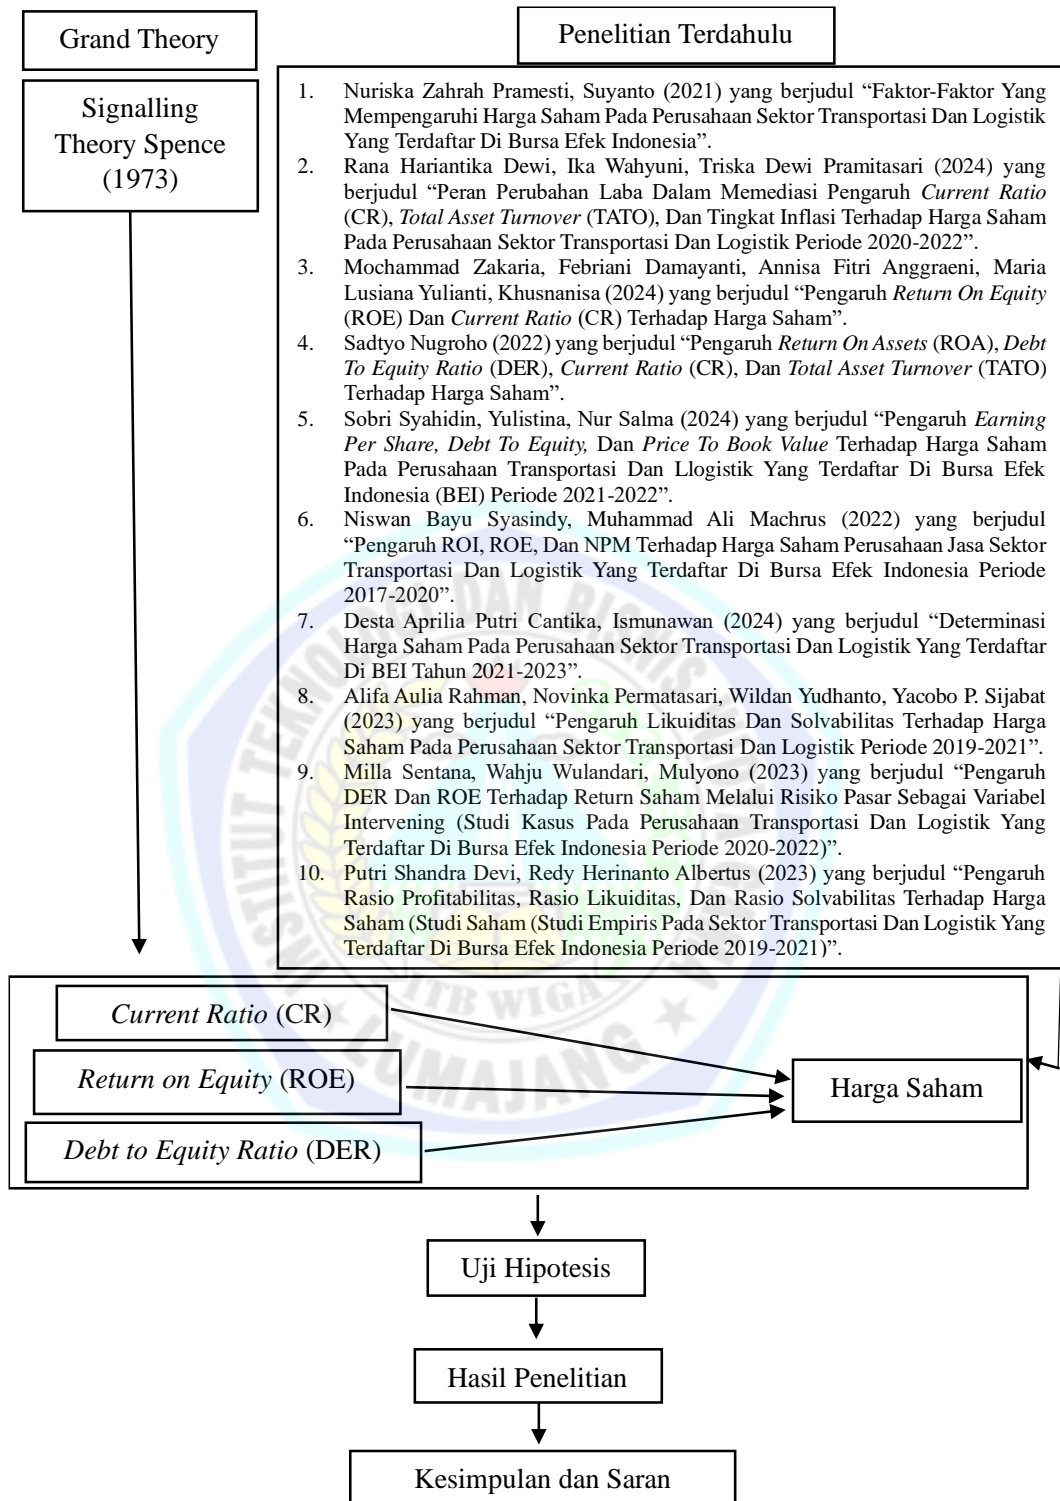 Grand Theory
Penelitian Terdahulu
Signalling
Theory Spence
(1973)
1. Nuriska Zahrah Pramesti, Suyanto (2021) yang berjudul “Faktor-Faktor Yang
Mempengaruhi Harga Saham Pada Perusahaan Sektor Transportasi Dan Logistik
Yang Terdaftar Di Bursa Efek Indonesia”.
2. Rana Hariantika Dewi, Ika Wahyuni, Triska Dewi Pramitasari (2024) yang
berjudul “Peran Perubahan Laba Dalam Memediasi Pengaruh Current Ratio
(CR), Total Asset Turnover (TATO), Dan Tingkat Inflasi Terhadap Harga Saham
Pada Perusahaan Sektor Transportasi Dan Logistik Periode 2020-2022”.
3. Mochammad Zakaria, Febriani Damayanti, Annisa Fitri Anggraeni, Maria
Lusiana Yulianti, Khusnanisa (2024) yang berjudul “Pengaruh Return On Equity
(ROE) Dan Current Ratio (CR) Terhadap Harga Saham”.
4. Sadtyo Nugroho (2022) yang berjudul “Pengaruh Return On Assets (ROA), Debt
To Equity Ratio (DER), Current Ratio (CR), Dan Total Asset Turnover (TATO)
Terhadap Harga Saham”.
5. Sobri Syahidin, Yulistina, Nur Salma (2024) yang berjudul “Pengaruh Earning
Per Share, Debt To Equity, Dan Price To Book Value Terhadap Harga Saham
Pada Perusahaan Transportasi Dan Llogistik Yang Terdaftar Di Bursa Efek
Indonesia (BEI) Periode 2021-2022”.
6. Niswan Bayu Syasindy, Muhammad Ali Machrus (2022) yang berjudul
“Pengaruh ROI, ROE, Dan NPM Terhadap Harga Saham Perusahaan Jasa Sektor
Transportasi Dan Logistik Yang Terdaftar Di Bursa Efek Indonesia Periode
2017-2020”.
7. Desta Aprilia Putri Cantika, Ismunawan (2024) yang berjudul “Determinasi
Harga Saham Pada Perusahaan Sektor Transportasi Dan Logistik Yang Terdaftar
Di BEI Tahun 2021-2023”.
8. Alifa Aulia Rahman, Novinka Permatasari, Wildan Yudhanto, Yacobo P. Sijabat
(2023) yang berjudul “Pengaruh Likuiditas Dan Solvabilitas Terhadap Harga
Saham Pada Perusahaan Sektor Transportasi Dan Logistik Periode 2019-2021”.
9. Milla Sentana, Wahju Wulandari, Mulyono (2023) yang berjudul “Pengaruh
DER Dan ROE Terhadap Return Saham Melalui Risiko Pasar Sebagai Variabel
Intervening (Studi Kasus Pada Perusahaan Transportasi Dan Logistik Yang
Terdaftar Di Bursa Efek Indonesia Periode 2020-2022)”.
10. Putri Shandra Devi, Redy Herinanto Albertus (2023) yang berjudul “Pengaruh
Rasio Profitabilitas, Rasio Likuiditas, Dan Rasio Solvabilitas Terhadap Harga
Saham (Studi Saham (Studi Empiris Pada Sektor Transportasi Dan Logistik Yang
Terdaftar Di Bursa Efek Indonesia Periode 2019-2021)”.
INSTITUT TEKNOLOGI DAN BISNIS WIDYA GAMA
ITB WIGA
LUMAJANG
Current Ratio (CR)
Return on Equity (ROE)
Debt to Equity Ratio (DER)
Harga Saham
Uji Hipotesis
Hasil Penelitian
Kesimpulan dan Saran